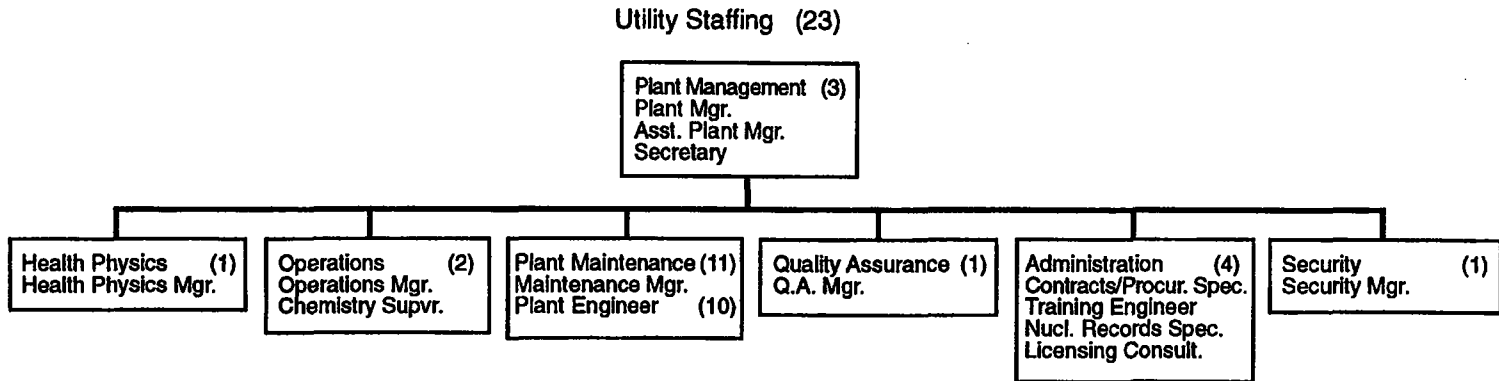 Utility Staffing (23)
Plant Management (3)
Plant Mgr.
Asst. Plant Mgr.
Secretary
Health Physics (1)
Health Physics Mgr.
Operations (2)
Operations Mgr.
Chemistry Supvr.
Plant Maintenance (11)
Maintenance Mgr.
Plant Engineer (10)
Quality Assurance (1)
Q.A. Mgr.
Administration (4)
Contracts/Procur. Spec.
Training Engineer
Nucl. Records Spec.
Licensing Consult.
Security (1)
Security Mgr.